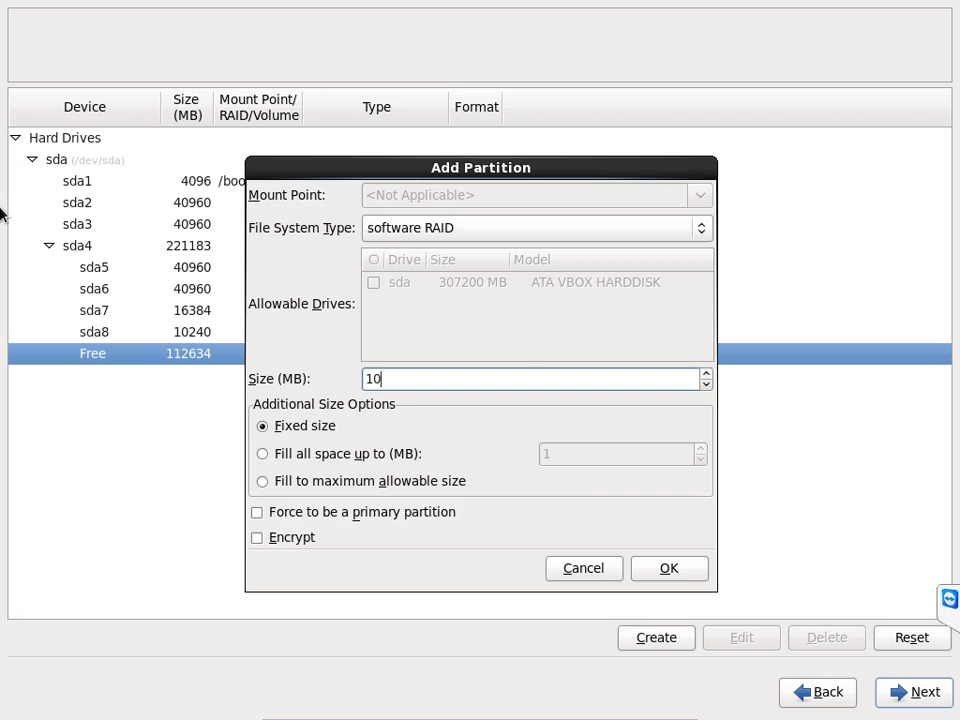 Device Size (MB) Mount Point/ RAID/Volume Type Format
Hard Drives
sda (/dev/sda)
sda1 4096 /boo
sda2 40960
sda3 40960
sda4 221183
sda5 40960
sda6 40960
sda7 16384
sda8 10240
Free 112634
Add Partition
Mount Point: <Not Applicable>
File System Type: software RAID
Drive Size Model
sda 307200 MB ATA VBOX HARDDISK
Allowable Drives:
Size (MB): 10
Additional Size Options
Fixed size
Fill all space up to (MB): 1
Fill to maximum allowable size
Force to be a primary partition
Encrypt
Cancel OK
Create Edit Delete Reset
Back Next